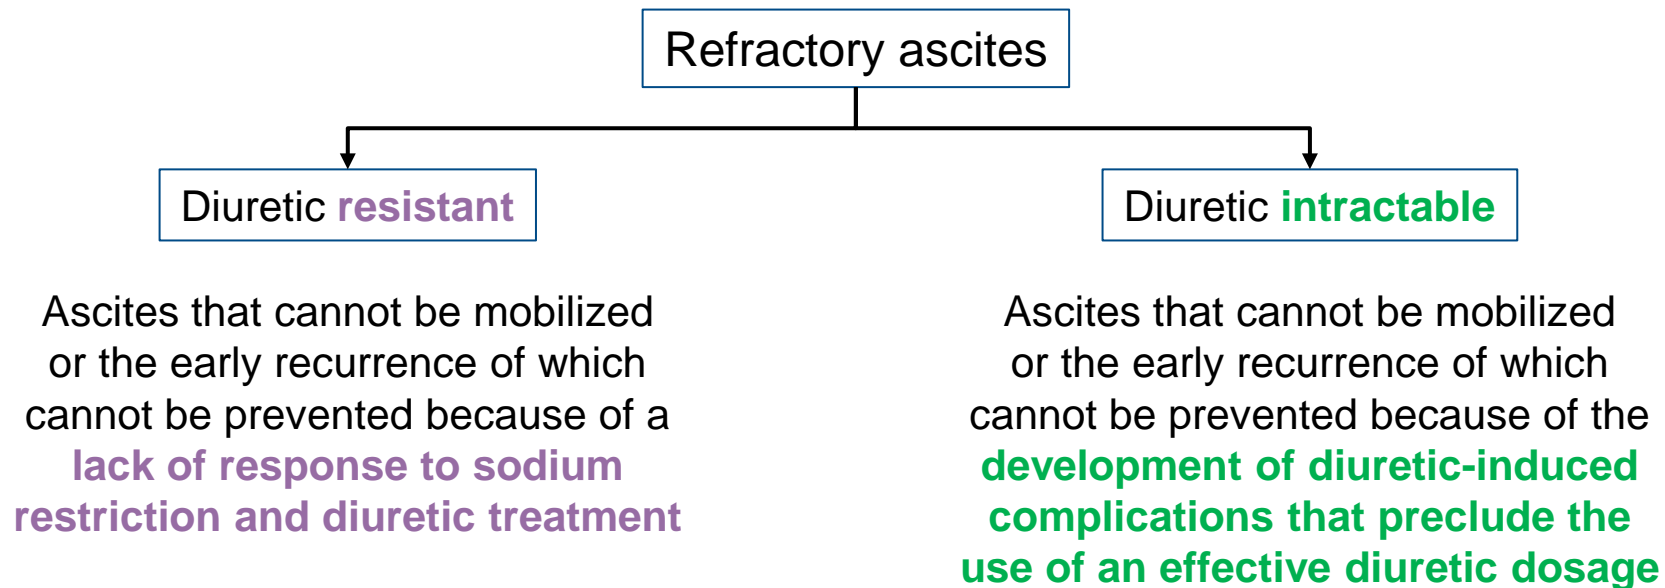 Refractory ascites
Diuretic resistant
Ascites that cannot be mobilized
or the early recurrence of which
cannot be prevented because of a
lack of response to sodium
restriction and diuretic treatment
Diuretic intractable
Ascites that cannot be mobilized
or the early recurrence of which
cannot be prevented because of the
development of diuretic-induced
complications that preclude the
use of an effective diuretic dosage